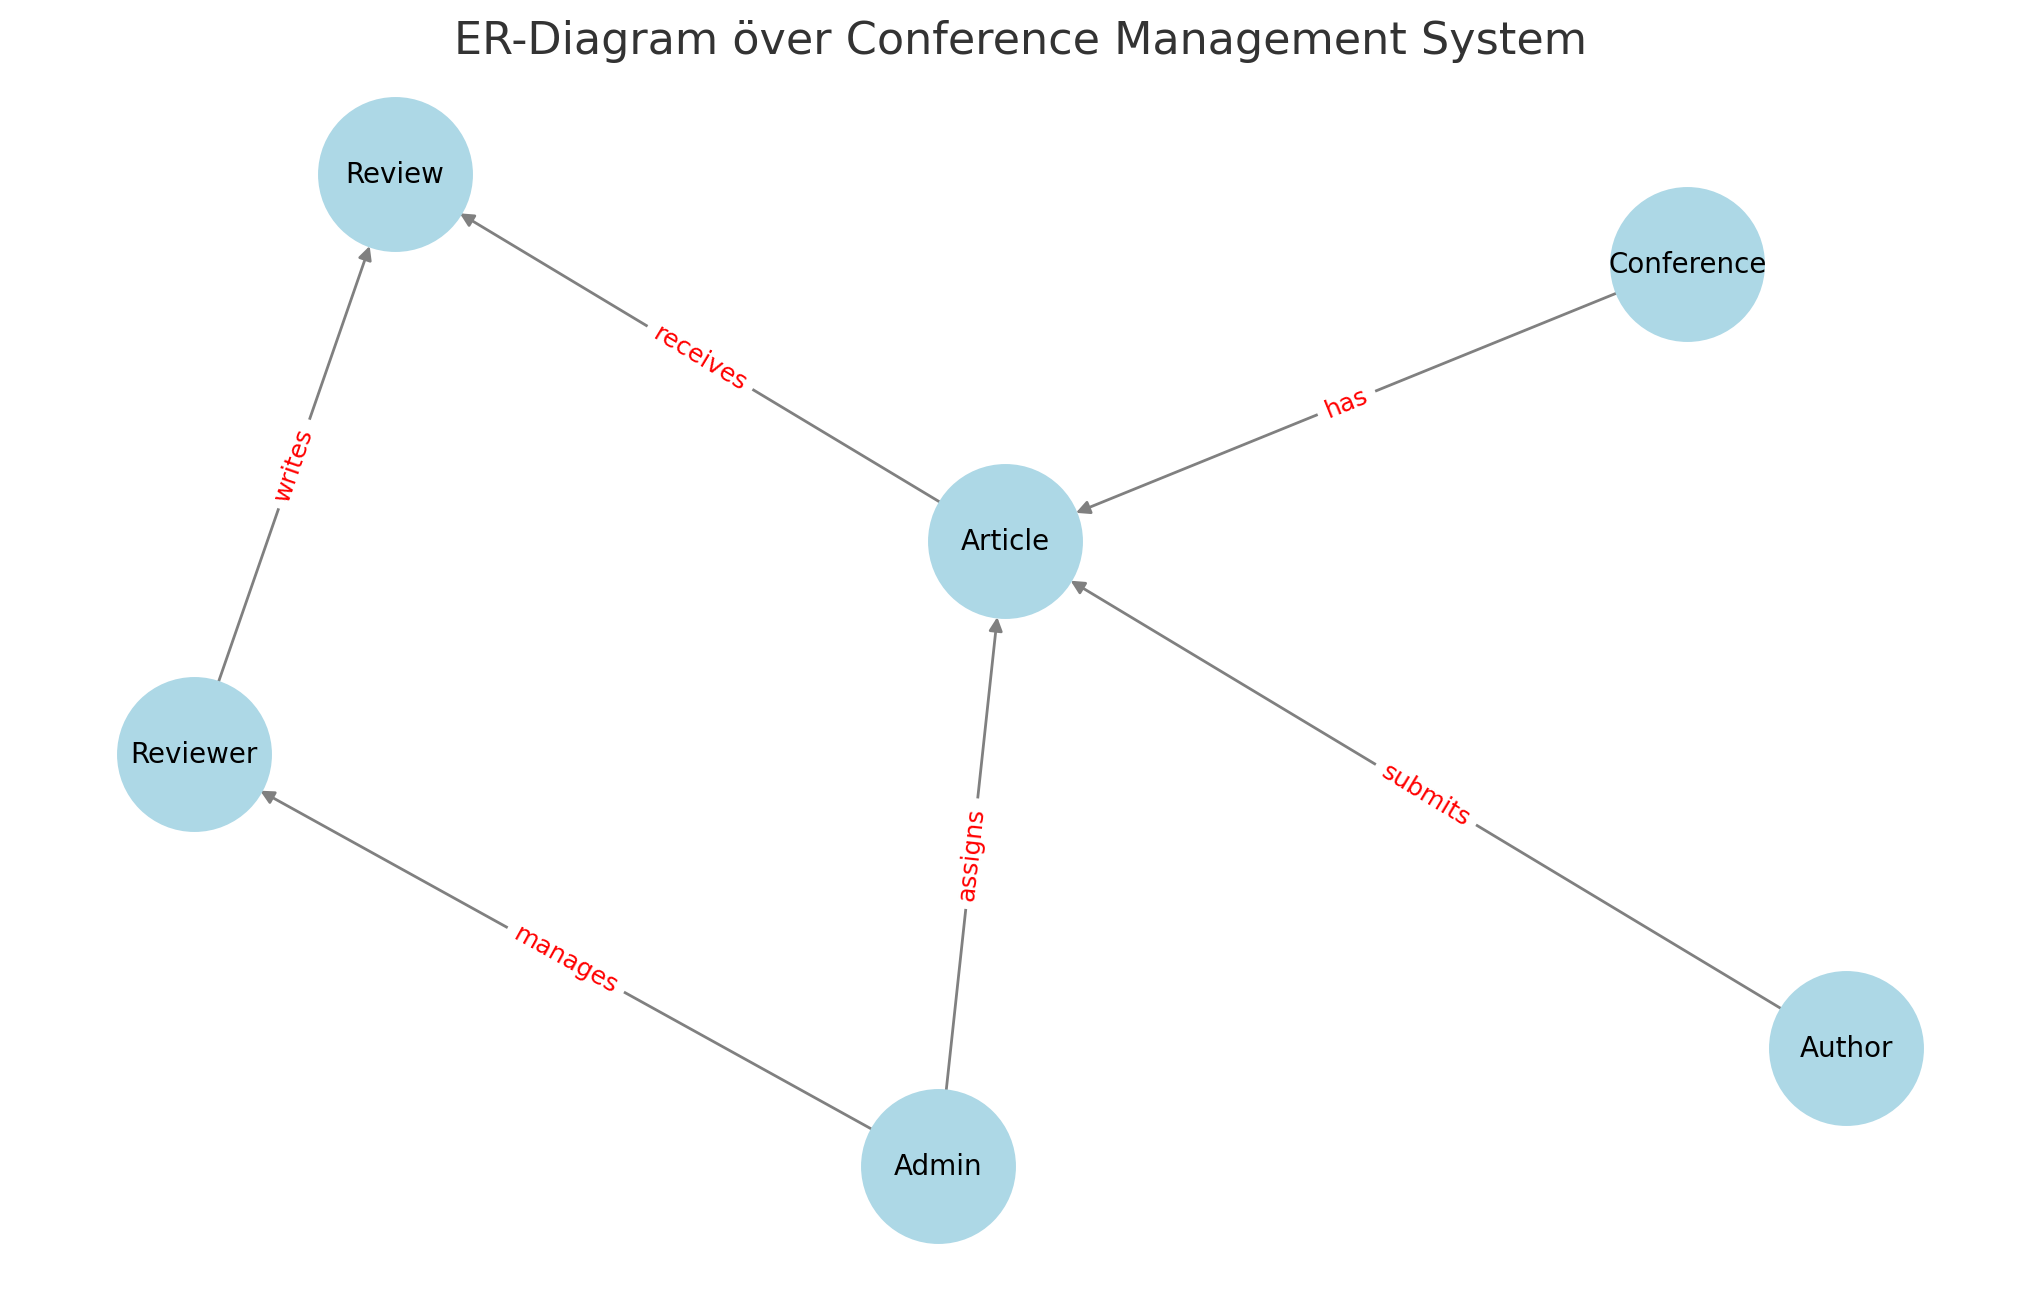 ER-Diagram över Conference Management System
Review
Conference
receives
has
writes
Article
Reviewer
submits
assigns
manages
Author
Admin